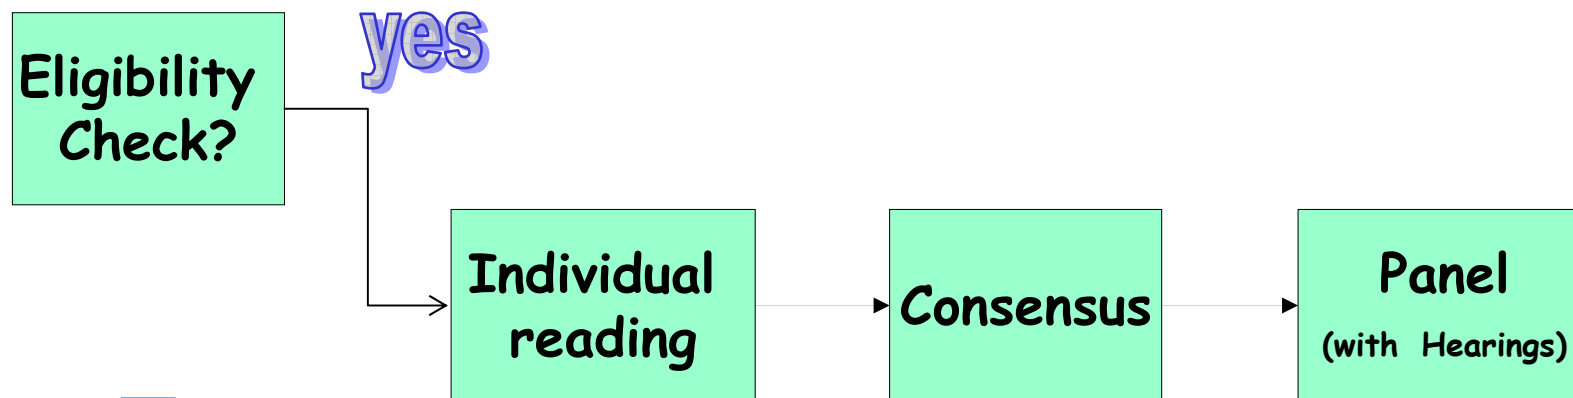 yes
Eligibility
Check?
Individual
reading
Consensus
Panel
(with Hearings)